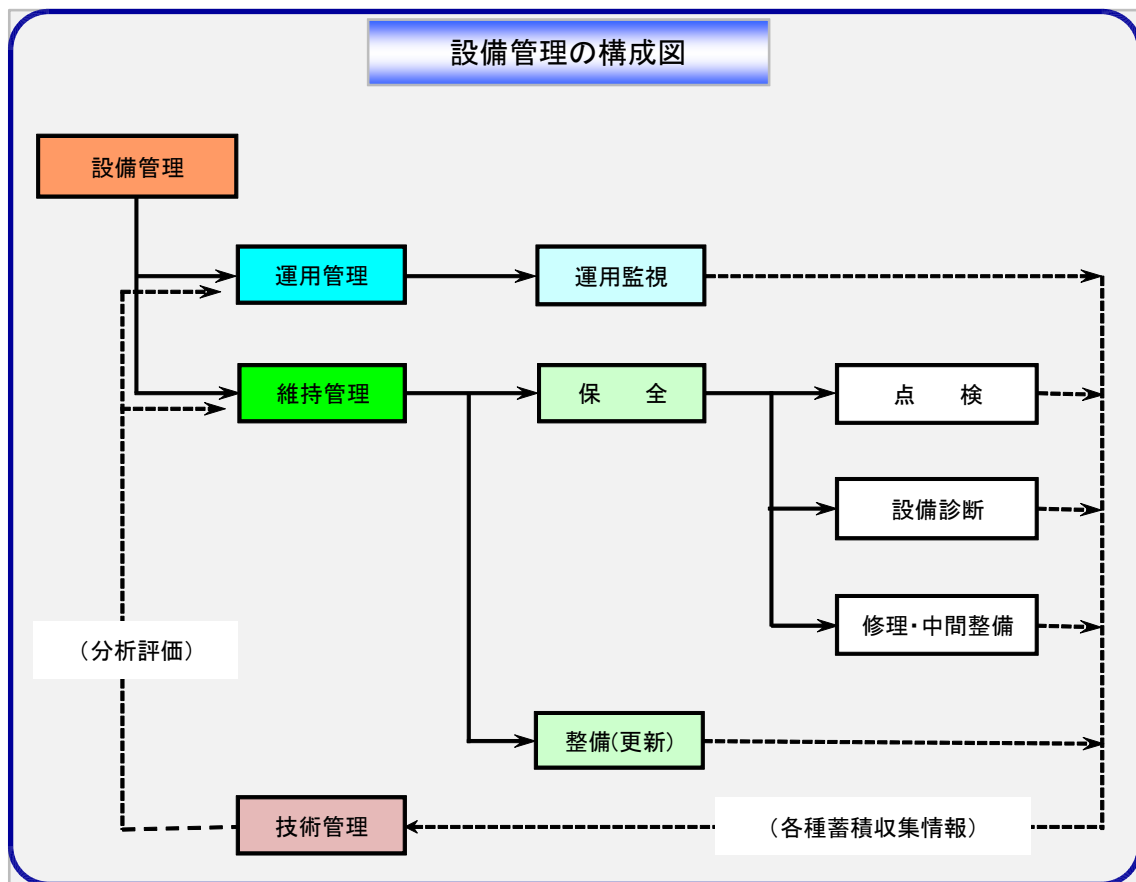 設備管理の構成図
設備管理
運用管理
運用監視
維持管理
保　　全
点　　検
設備診断
修理・中間整備
（分析評価）
整備(更新)
技術管理
（各種蓄積収集情報）